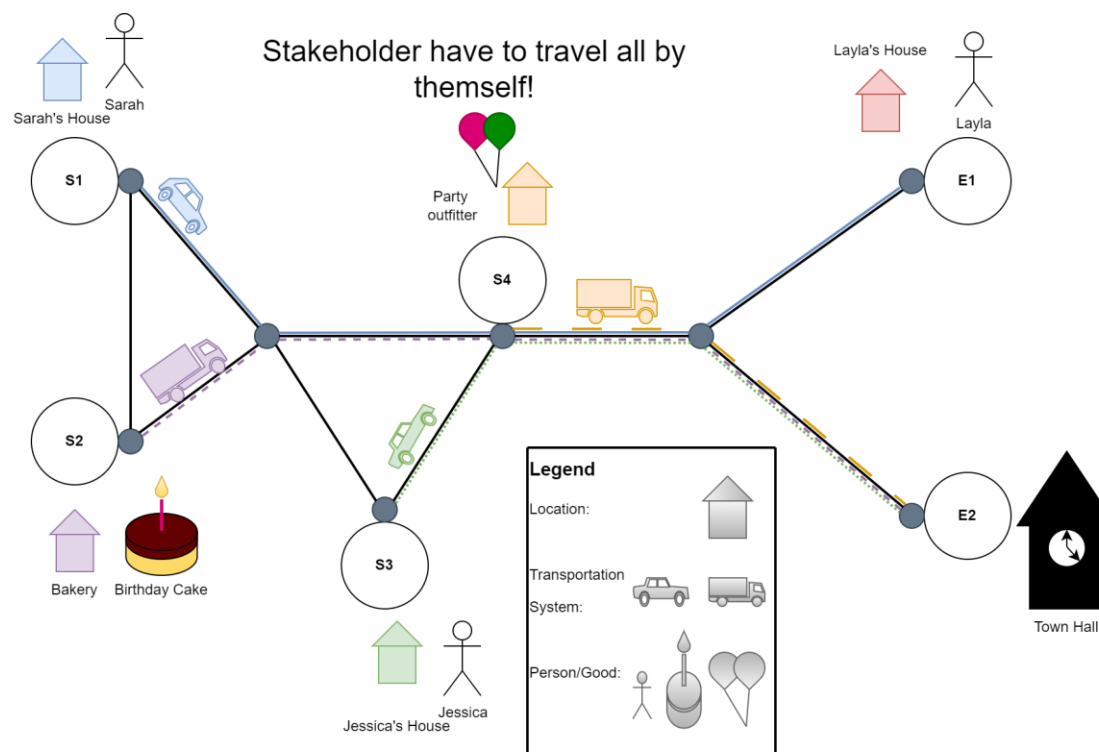 Stakeholder have to travel all by
themself!
Sarah
Sarah's House
Layla's House
Layla
S1
E1
Party
outfitter
S4
S2
E2
Bakery
Birthday Cake
S3
Jessica's House
Jessica
Legend
Location:
Transportation
System:
Person/Good:
Town Hall